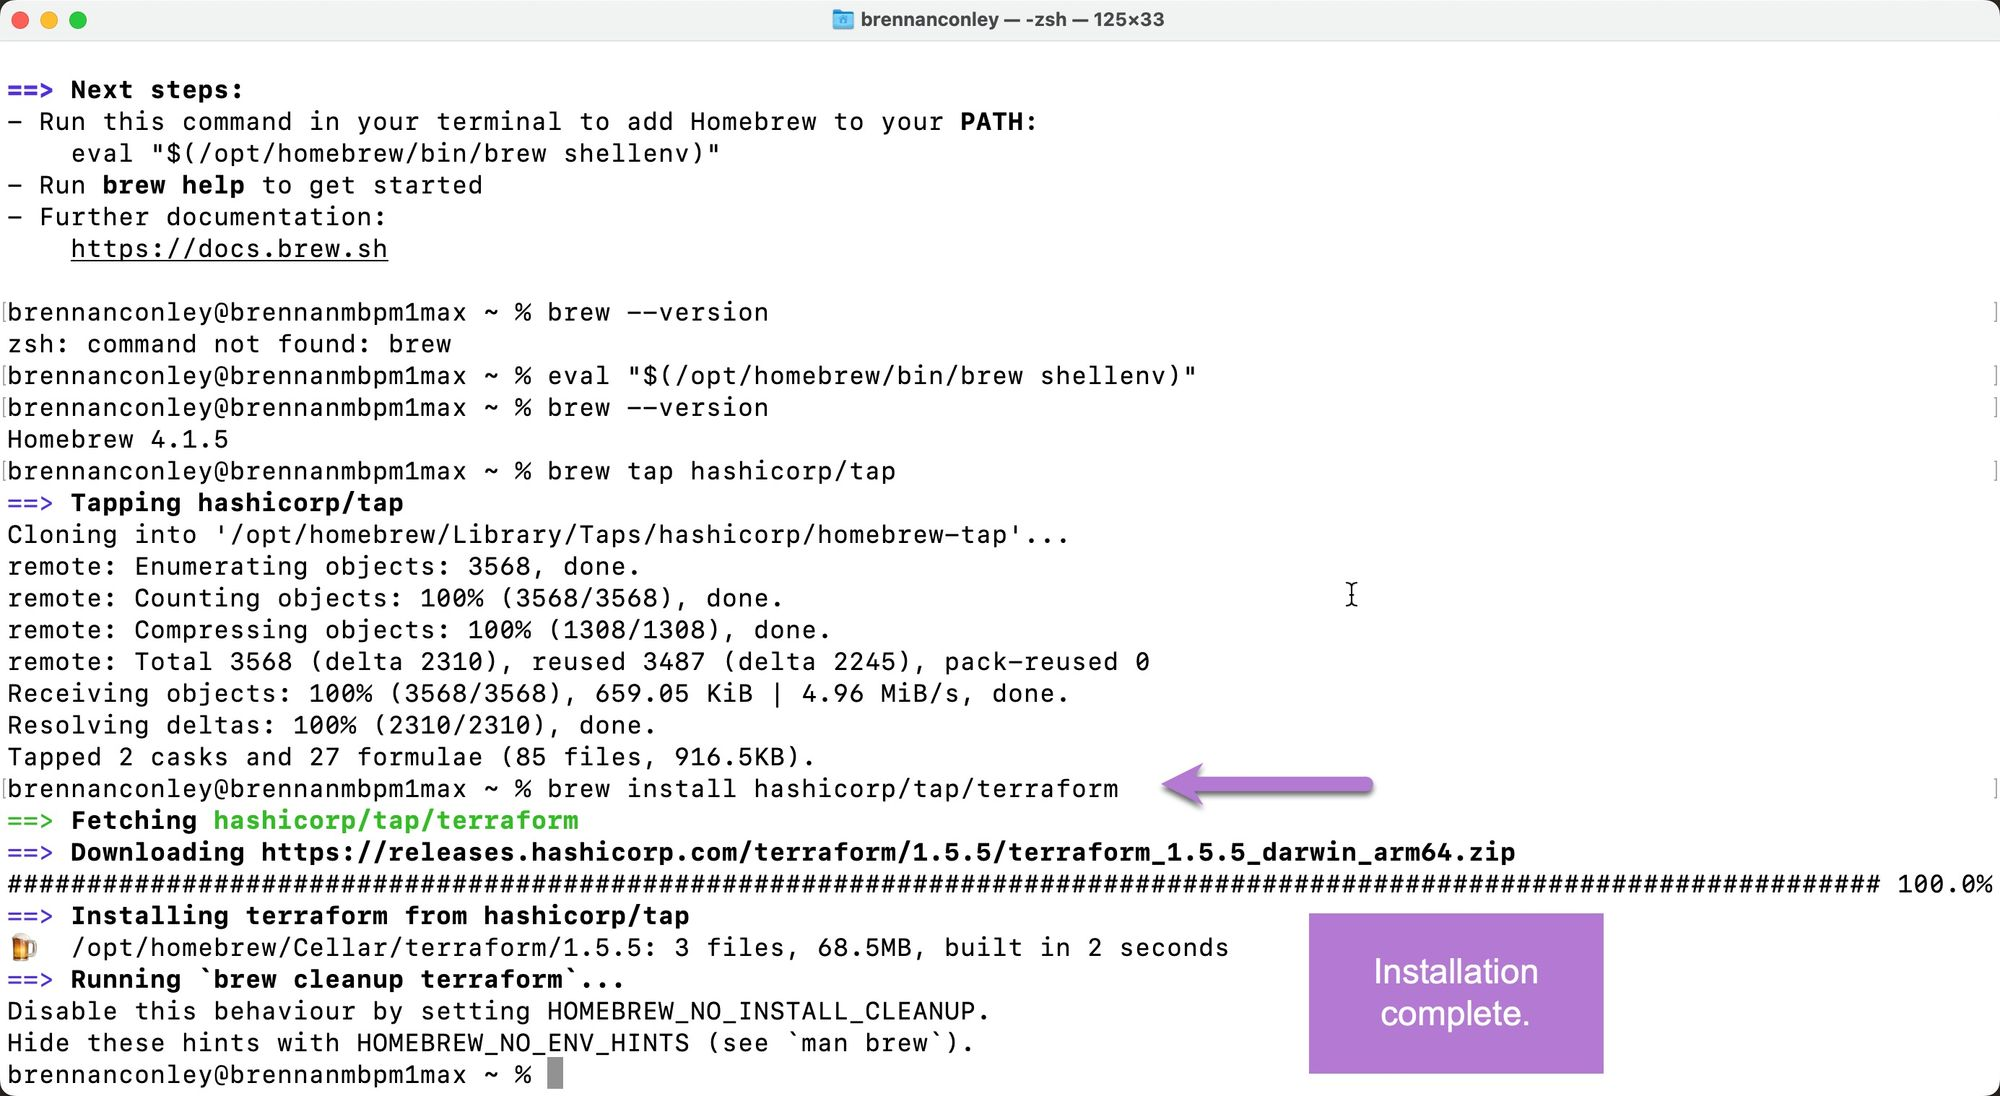 brennanconley — -zsh — 125×33
==> Next steps:
- Run this command in your terminal to add Homebrew to your PATH:
    eval "$(/opt/homebrew/bin/brew shellenv)"
- Run brew help to get started
- Further documentation:
    https://docs.brew.sh
[brennanconley@brennanmbpm1max ~ % brew --version ]
zsh: command not found: brew
[brennanconley@brennanmbpm1max ~ % eval "$(/opt/homebrew/bin/brew shellenv)" ]
[brennanconley@brennanmbpm1max ~ % brew --version ]
Homebrew 4.1.5
[brennanconley@brennanmbpm1max ~ % brew tap hashicorp/tap ]
==> Tapping hashicorp/tap
Cloning into '/opt/homebrew/Library/Taps/hashicorp/homebrew-tap'...
remote: Enumerating objects: 3568, done.
remote: Counting objects: 100% (3568/3568), done.
remote: Compressing objects: 100% (1308/1308), done.
remote: Total 3568 (delta 2310), reused 3487 (delta 2245), pack-reused 0
Receiving objects: 100% (3568/3568), 659.05 KiB | 4.96 MiB/s, done.
Resolving deltas: 100% (2310/2310), done.
Tapped 2 casks and 27 formulae (85 files, 916.5KB).
[brennanconley@brennanmbpm1max ~ % brew install hashicorp/tap/terraform ]
==> Fetching hashicorp/tap/terraform
==> Downloading https://releases.hashicorp.com/terraform/1.5.5/terraform_1.5.5_darwin_arm64.zip
###################################################################################################################### 100.0%
==> Installing terraform from hashicorp/tap
🍺  /opt/homebrew/Cellar/terraform/1.5.5: 3 files, 68.5MB, built in 2 seconds
==> Running `brew cleanup terraform`...
Disable this behaviour by setting HOMEBREW_NO_INSTALL_CLEANUP.
Hide these hints with HOMEBREW_NO_ENV_HINTS (see `man brew`).
brennanconley@brennanmbpm1max ~ %
Installation
complete.